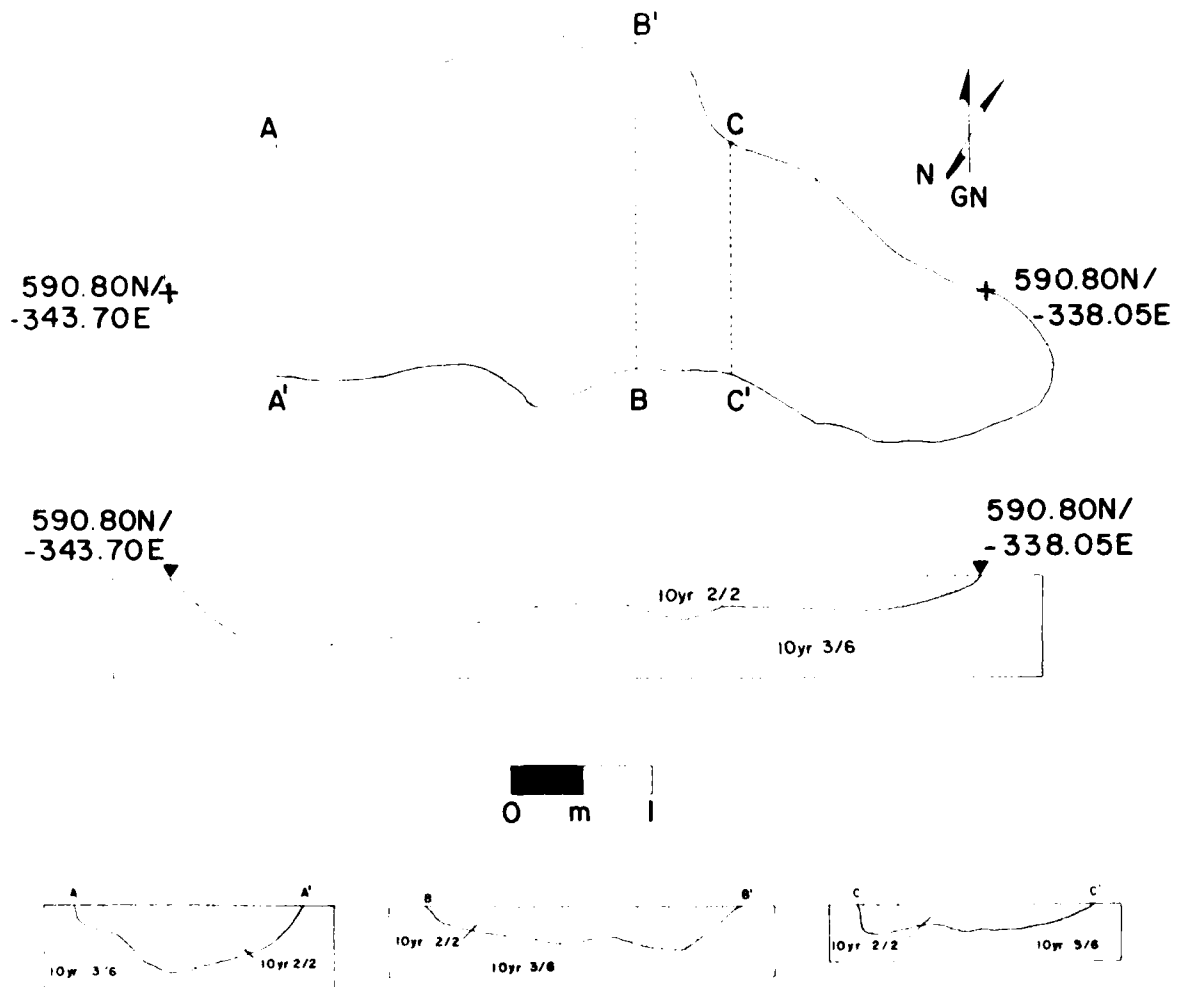 B'
A
C
N
GN
590.80N/
-343.70E
590.80N/
-338.05E
A'
B
C'
590.80N/
-343.70E
590.80N/
-338.05E
10yr 2/2
10yr 3/6
0 m 1
A
A'
B
B'
C
C'
10yr 3/6
10yr 2/2
10yr 2/2
10yr 3/6
10yr 2/2
10yr 3/6